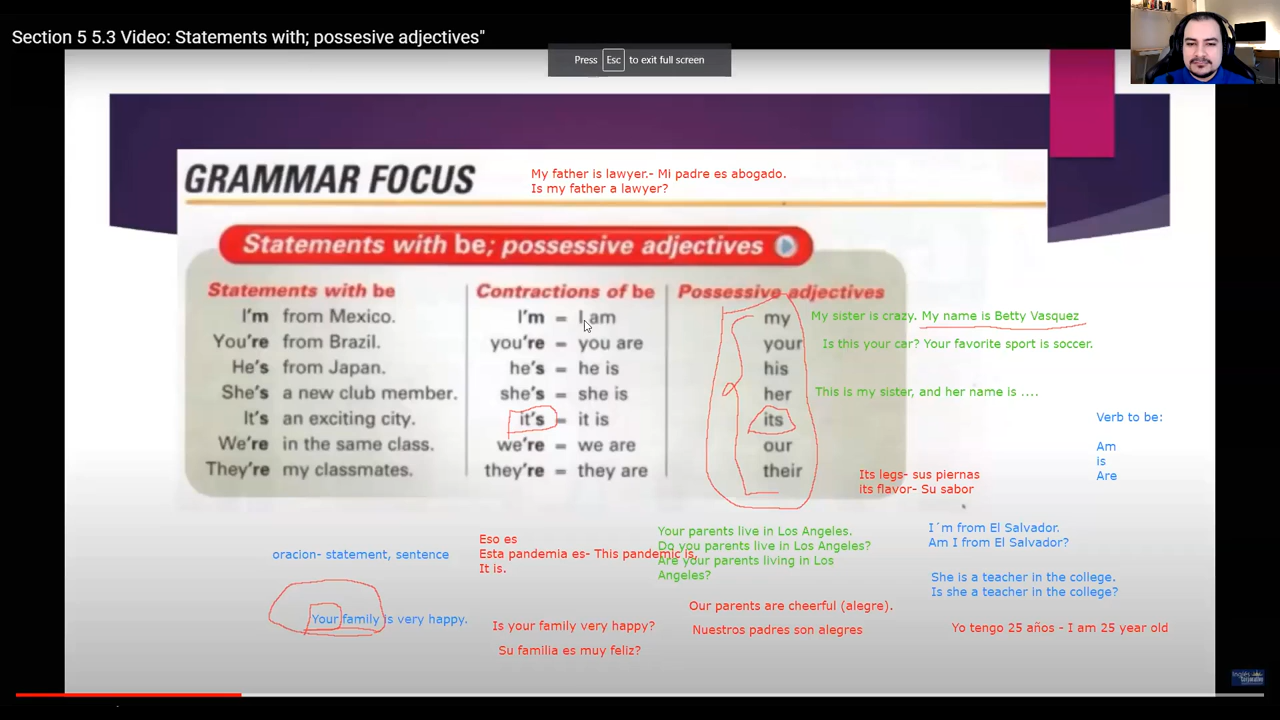 Section 5 5.3 Video: Statements with; possesive adjectives"
Press Esc to exit full screen
GRAMMAR FOCUS
My father is lawyer.- Mi padre es abogado.
Is my father a lawyer?
Statements with be; possessive adjectives
Statements with be
I'm from Mexico.
You're from Brazil.
He's from Japan.
She's a new club member.
It's an exciting city.
We're in the same class.
They're my classmates.
Contractions of be
I'm = I am
you're = you are
he's = he is
she's = she is
it's = it is
we're = we are
they're = they are
Possessive adjectives
my
your
his
her
its
our
their
My sister is crazy. My name is Betty Vasquez
Is this your car? Your favorite sport is soccer.
This is my sister, and her name is ....
Verb to be:
Am
is
Are
Its legs- sus piernas
its flavor- Su sabor
oracion- statement, sentence
Your family is very happy.
Eso es
Esta pandemia es- This pandemic is.
It is.
Is your family very happy?
Su familia es muy feliz?
Your parents live in Los Angeles.
Do you parents live in Los Angeles?
Are your parents living in Los
Angeles?
Our parents are cheerful (alegre).
Nuestros padres son alegres
I´m from El Salvador.
Am I from El Salvador?
She is a teacher in the college.
Is she a teacher in the college?
Yo tengo 25 años - I am 25 year old